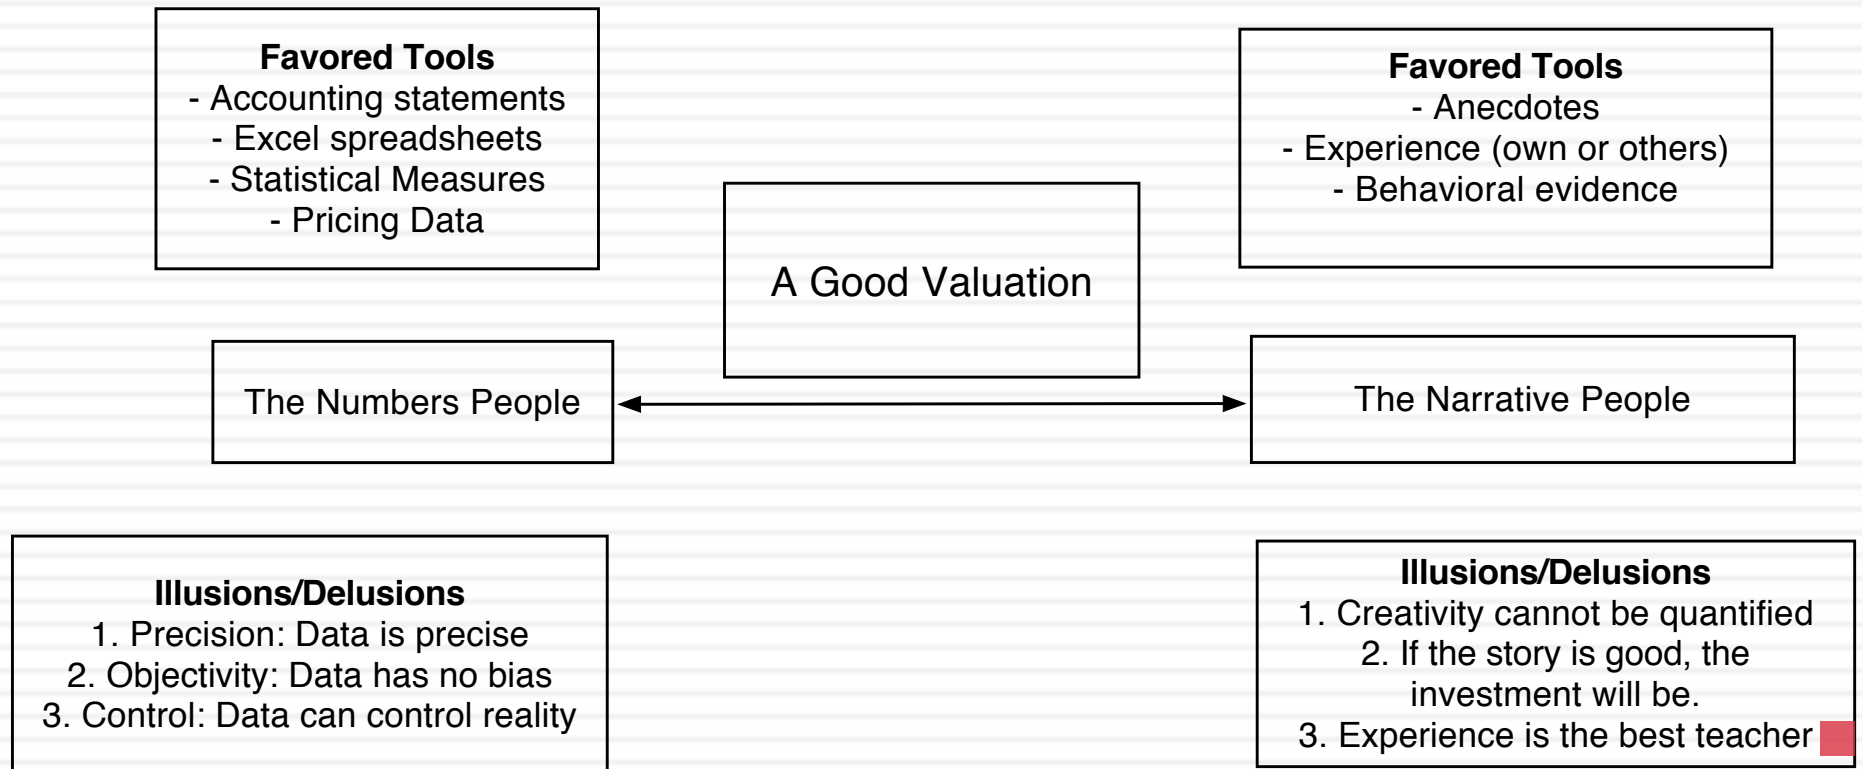 Favored Tools
- Accounting statements
- Excel spreadsheets
- Statistical Measures
- Pricing Data
Favored Tools
- Anecdotes
- Experience (own or others)
- Behavioral evidence
A Good Valuation
The Numbers People
The Narrative People
Illusions/Delusions
1. Precision: Data is precise
2. Objectivity: Data has no bias
3. Control: Data can control reality
Illusions/Delusions
1. Creativity cannot be quantified
2. If the story is good, the
investment will be.
3. Experience is the best teacher